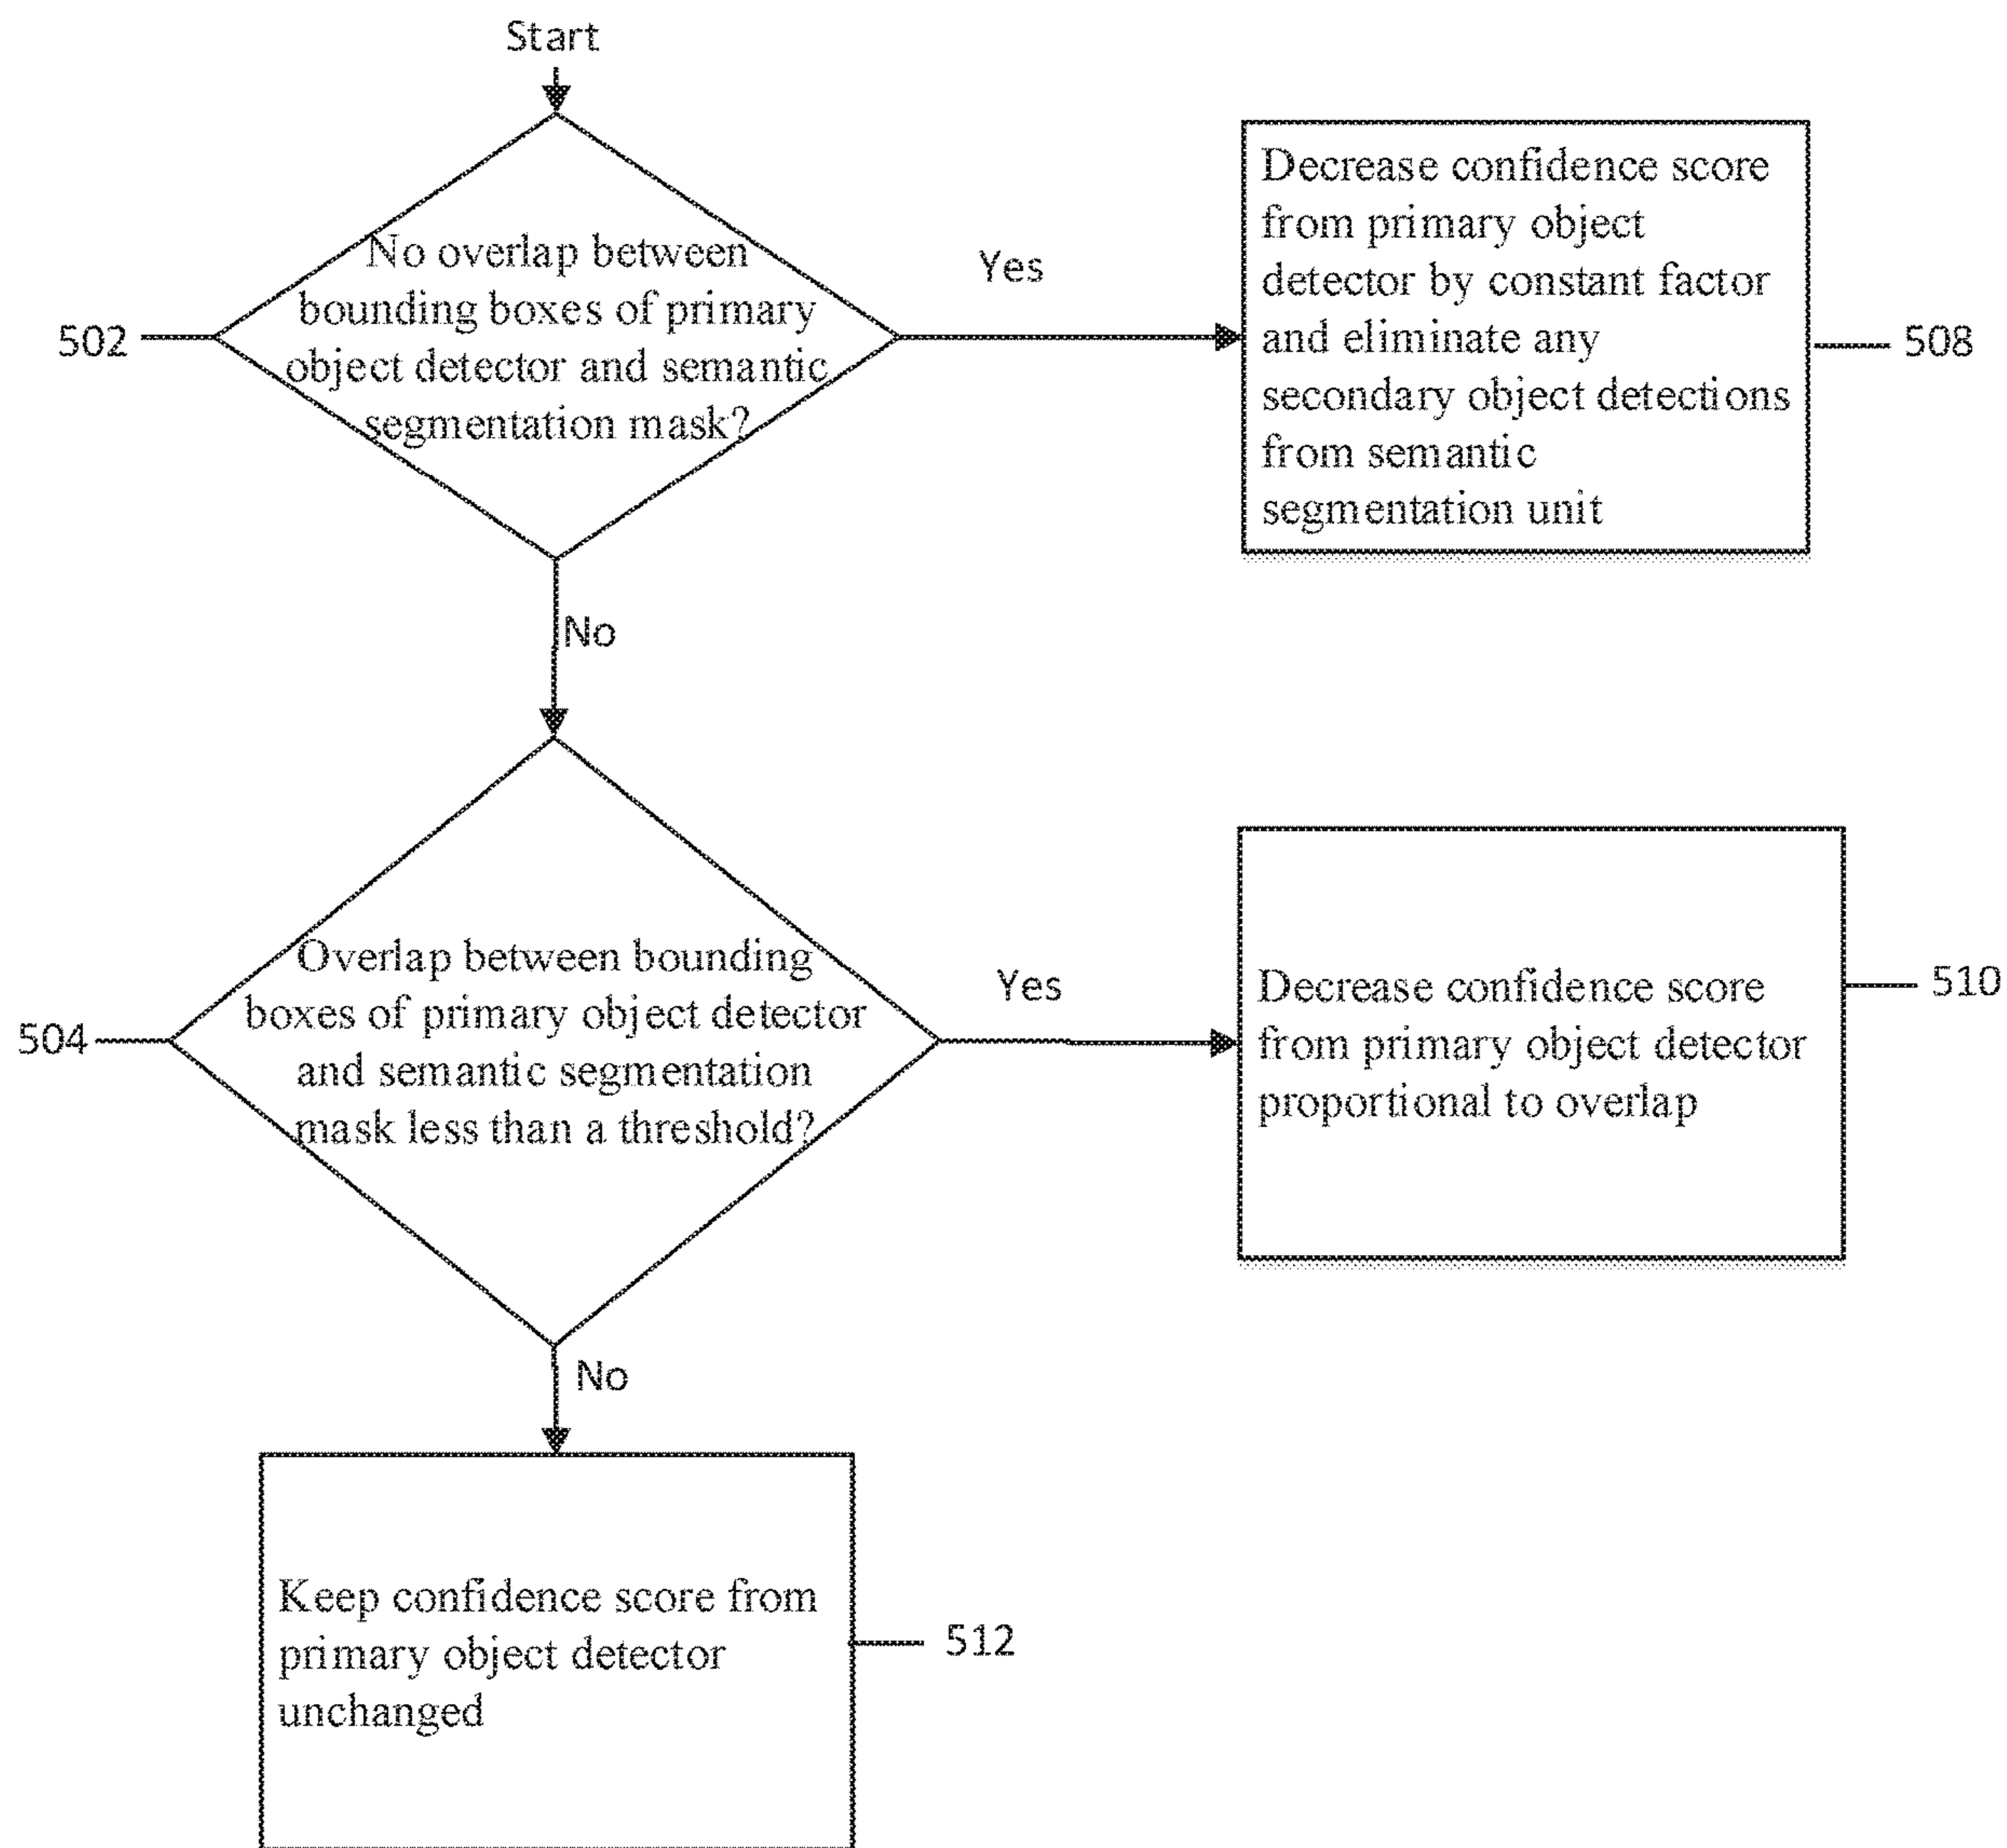 Start
No overlap between
bounding boxes of primary
object detector and semantic
segmentation mask?
502
Yes
Decrease confidence score
from primary object
detector by constant factor
and eliminate any
secondary object detections
from semantic
segmentation unit
508
No
Overlap between bounding
boxes of primary object detector
and semantic segmentation
mask less than a threshold?
504
Yes
Decrease confidence score
from primary object detector
proportional to overlap
510
No
Keep confidence score from
primary object detector
unchanged
512